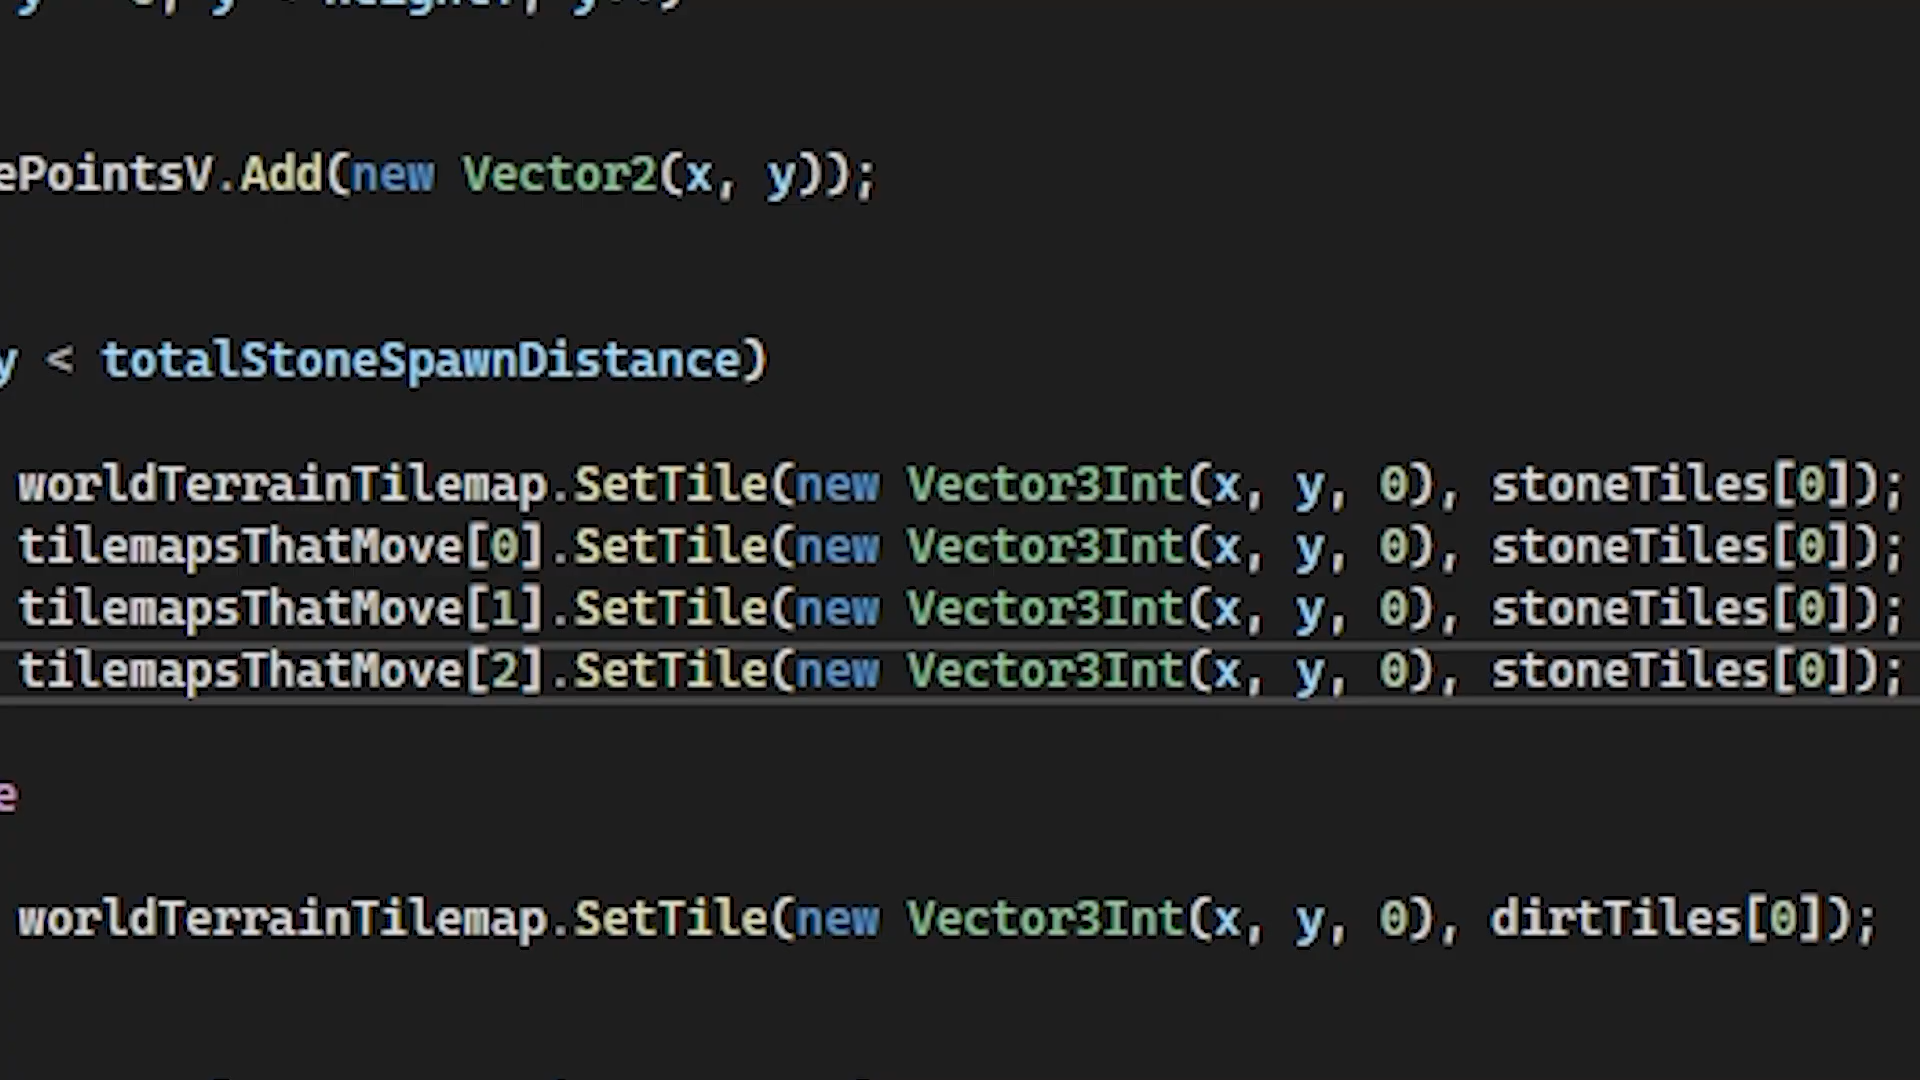 ePointsV.Add(new Vector2(x, y));
y < totalStoneSpawnDistance)
worldTerrainTilemap.SetTile(new Vector3Int(x, y, 0), stoneTiles[0]);
tilemapsThatMove[0].SetTile(new Vector3Int(x, y, 0), stoneTiles[0]);
tilemapsThatMove[1].SetTile(new Vector3Int(x, y, 0), stoneTiles[0]);
tilemapsThatMove[2].SetTile(new Vector3Int(x, y, 0), stoneTiles[0]);
e
worldTerrainTilemap.SetTile(new Vector3Int(x, y, 0), dirtTiles[0]);